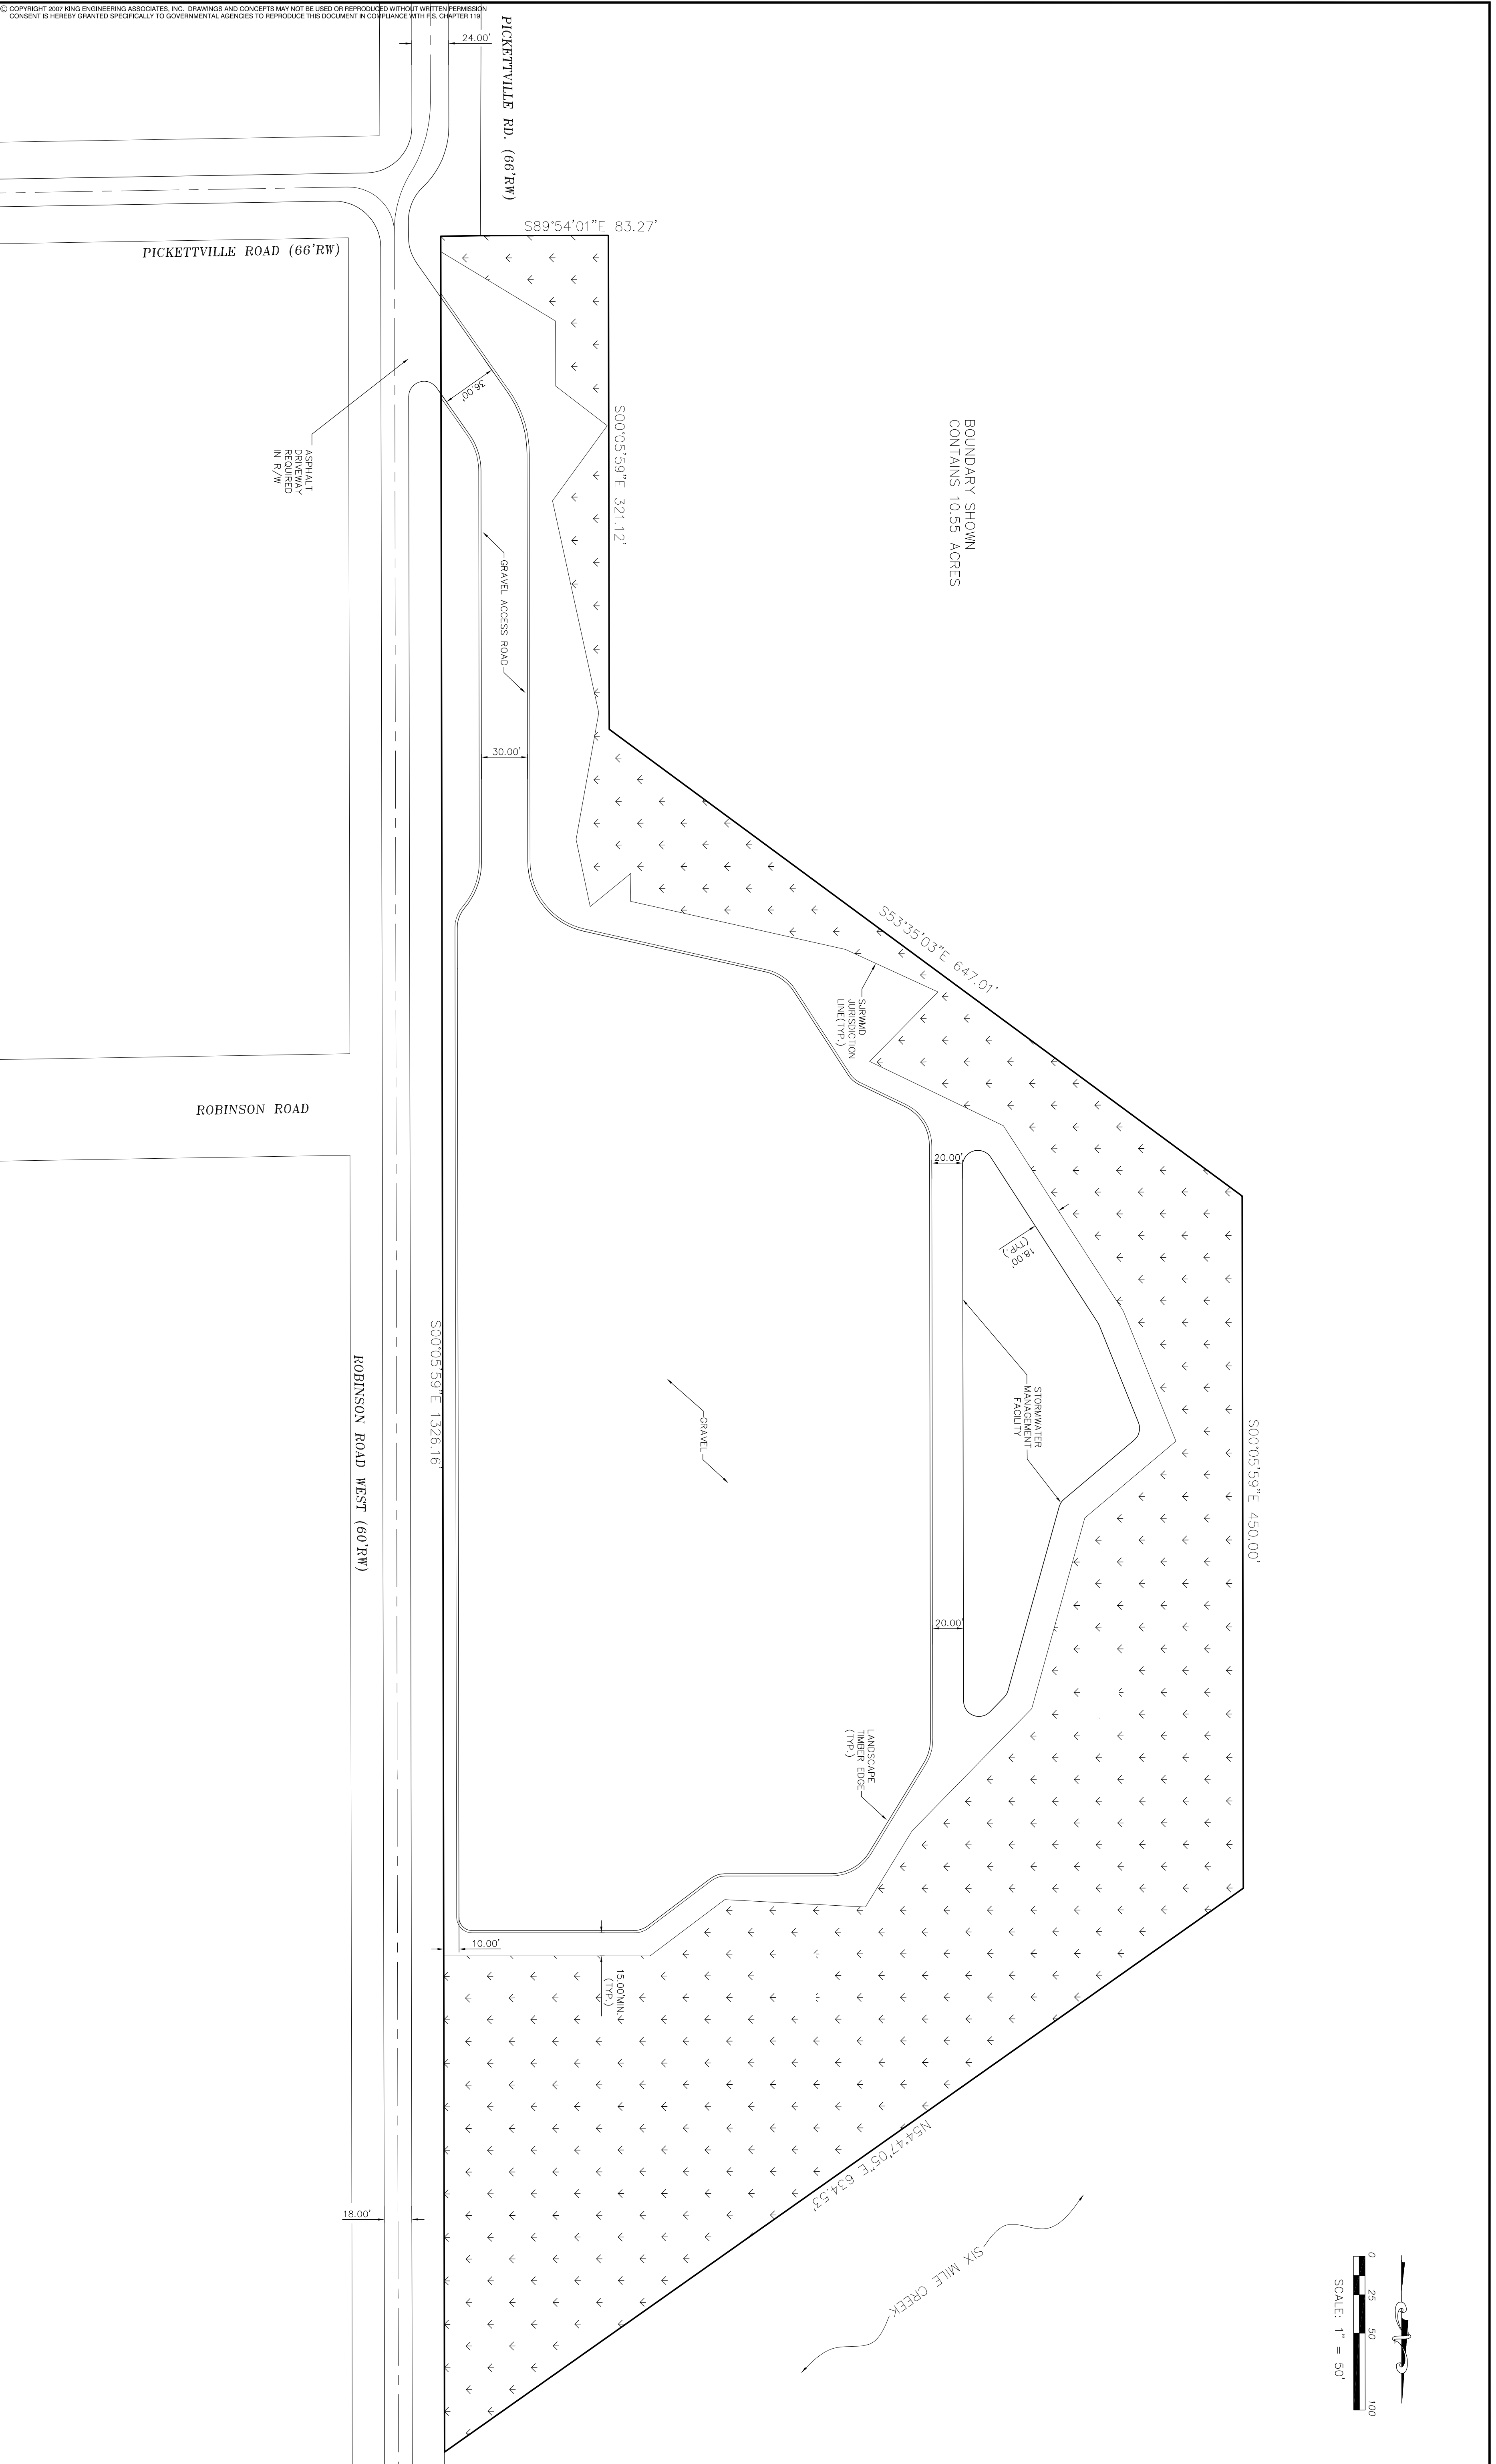 © COPYRIGHT 2007 KING ENGINEERING ASSOCIATES, INC. DRAWINGS AND CONCEPTS MAY NOT BE USED OR REPRODUCED WITHOUT WRITTEN PERMISSION
CONSENT IS HEREBY GRANTED SPECIFICALLY TO GOVERNMENTAL AGENCIES TO REPRODUCE THIS DOCUMENT IN COMPLIANCE WITH F.S. CHAPTER 119.
24.00'
PICKETTVILLE RD. (66'RW)
S89°54'01"E 83.27'
PICKETTVILLE ROAD (66'RW)
36.00'
S00°05'59"E 321.12'
BOUNDARY SHOWN
CONTAINS 10.55 ACRES
ASPHALT
DRIVEWAY
REQUIRED
IN R/W
GRAVEL ACCESS ROAD
30.00'
S53°35'03"E 647.01'
SJRWMD
JURISDICTION
LINE(TYP.)
ROBINSON ROAD
20.00'
18.00'
(TYP.)
STORMWATER
MANAGEMENT
FACILITY
S00°05'59"E 1326.16'
ROBINSON ROAD WEST (60'RW)
GRAVEL
S00°05'59"E 450.00'
20.00'
LANDSCAPE
TIMBER EDGE
(TYP.)
10.00'
15.00'MIN.
(TYP.)
N54°47'05"E 634.53'
18.00'
SIX MILE CREEK
0 25 50 100
SCALE: 1" = 50'